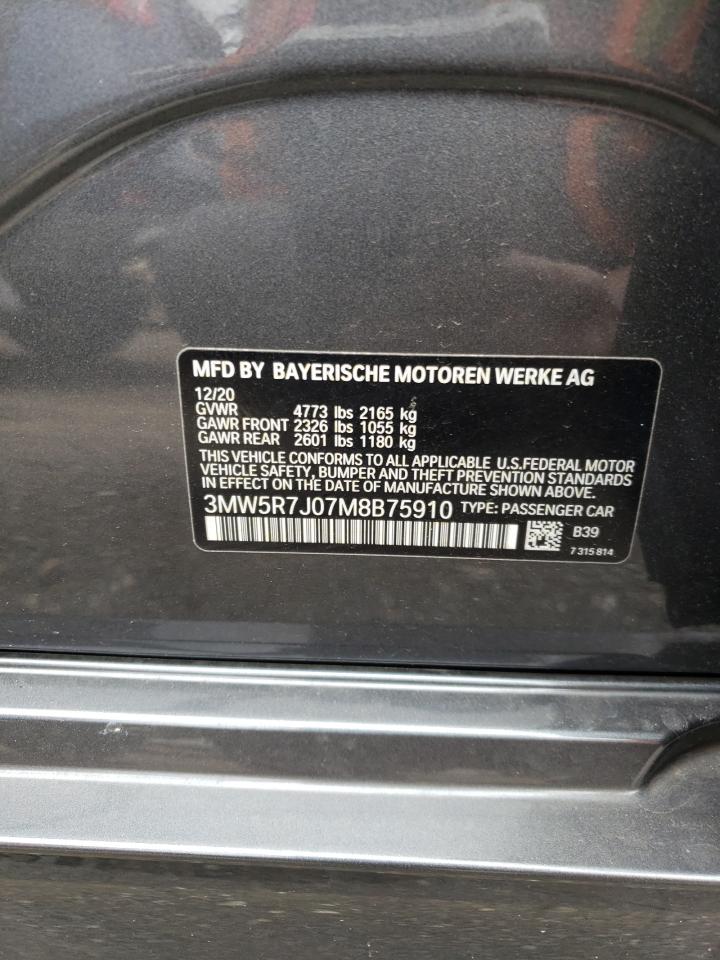 MFD BY BAYERISCHE MOTOREN WERKE AG
12/20
GVWR 4773 lbs 2165 kg
GAWR FRONT 2326 lbs 1055 kg
GAWR REAR 2601 lbs 1180 kg
THIS VEHICLE CONFORMS TO ALL APPLICABLE U.S.FEDERAL MOTOR
VEHICLE SAFETY, BUMPER AND THEFT PREVENTION STANDARDS
IN EFFECT ON THE DATE OF MANUFACTURE SHOWN ABOVE.
3MW5R7J07M8B75910 TYPE: PASSENGER CAR
B39
7 315 814